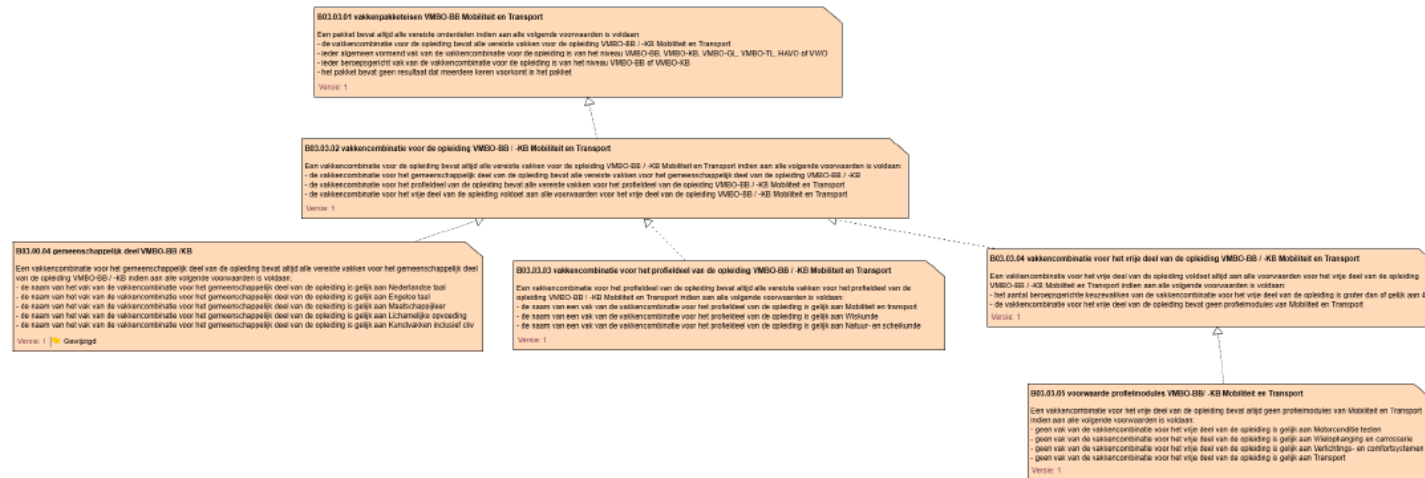 B03.03.01 vakkenpakketeisen VMBO-BB Mobiliteit en Transport
Een pakket bevat altijd alle vereiste onderdelen indien aan alle volgende voorwaarden is voldaan:
- de vakkencombinatie voor de opleiding bevat alle vereiste vakken voor de opleiding VMBO-BB / -KB Mobiliteit en Transport
- ieder algemeen vormend vak van de vakkencombinatie voor de opleiding is van het niveau VMBO-BB, VMBO-KB, VMBO-GL, VMBO-TL, HAVO of VWO
- ieder beroepsgericht vak van de vakkencombinatie voor de opleiding is van het niveau VMBO-BB of VMBO-KB
- het pakket bevat geen resultaat dat meerdere keren voorkomt in het pakket
Versie: 1
B03.03.02 vakkencombinatie voor de opleiding VMBO-BB / -KB Mobiliteit en Transport
Een vakkencombinatie voor de opleiding bevat altijd alle vereiste vakken voor de opleiding VMBO-BB / -KB Mobiliteit en Transport indien aan alle volgende voorwaarden is voldaan:
- de vakkencombinatie voor het gemeenschappelijk deel van de opleiding bevat alle vereiste vakken voor het gemeenschappelijk deel van de opleiding VMBO-BB / -KB
- de vakkencombinatie voor het profieldeel van de opleiding bevat alle vereiste vakken voor het profieldeel van de opleiding VMBO-BB / -KB Mobiliteit en Transport
- de vakkencombinatie voor het vrije deel van de opleiding voldoet aan alle voorwaarden voor het vrije deel van de opleiding VMBO-BB / -KB Mobiliteit en Transport
Versie: 1
B03.00.04 gemeenschappelijk deel VMBO-BB /KB
Een vakkencombinatie voor het gemeenschappelijk deel van de opleiding bevat altijd alle vereiste vakken voor het gemeenschappelijk deel
van de opleiding VMBO-BB / -KB indien aan alle volgende voorwaarden is voldaan:
- de naam van het vak van de vakkencombinatie voor het gemeenschappelijk deel van de opleiding is gelijk aan Nederlandse taal
- de naam van het vak van de vakkencombinatie voor het gemeenschappelijk deel van de opleiding is gelijk aan Engelse taal
- de naam van het vak van de vakkencombinatie voor het gemeenschappelijk deel van de opleiding is gelijk aan Maatschappijleer
- de naam van het vak van de vakkencombinatie voor het gemeenschappelijk deel van de opleiding is gelijk aan Lichamelijke opvoeding
- de naam van het vak van de vakkencombinatie voor het gemeenschappelijk deel van de opleiding is gelijk aan Kunstvakken inclusief ckv
Versie: 1 Gewijzigd
B03.03.03 vakkencombinatie voor het profieldeel van de opleiding VMBO-BB / -KB Mobiliteit en Transport
Een vakkencombinatie voor het profieldeel van de opleiding bevat altijd alle vereiste vakken voor het profieldeel van de
opleiding VMBO-BB / -KB Mobiliteit en Transport indien aan alle volgende voorwaarden is voldaan:
- de naam van een vak van de vakkencombinatie voor het profieldeel van de opleiding is gelijk aan Mobiliteit en transport
- de naam van een vak van de vakkencombinatie voor het profieldeel van de opleiding is gelijk aan Wiskunde
- de naam van een vak van de vakkencombinatie voor het profieldeel van de opleiding is gelijk aan Natuur- en scheikunde
Versie: 1
B03.03.04 vakkencombinatie voor het vrije deel van de opleiding VMBO-BB / -KB Mobiliteit en Transport
Een vakkencombinatie voor het vrije deel van de opleiding voldoet altijd aan alle voorwaarden voor het vrije deel van de opleiding
VMBO-BB / -KB Mobiliteit en Transport indien aan alle volgende voorwaarden is voldaan:
- het aantal beroepsgerichte keuzevakken van de vakkencombinatie voor het vrije deel van de opleiding is groter dan of gelijk aan 4
- de vakkencombinatie voor het vrije deel van de opleiding bevat geen profielmodules van Mobiliteit en Transport
Versie: 1
B03.03.05 voorwaarde profielmodules VMBO-BB/ -KB Mobiliteit en Transport
Een vakkencombinatie voor het vrije deel van de opleiding bevat altijd geen profielmodules van Mobiliteit en Transport
indien aan alle volgende voorwaarden is voldaan:
- geen vak van de vakkencombinatie voor het vrije deel van de opleiding is gelijk aan Motorconditie testen
- geen vak van de vakkencombinatie voor het vrije deel van de opleiding is gelijk aan Wielophanging en carrosserie
- geen vak van de vakkencombinatie voor het vrije deel van de opleiding is gelijk aan Verlichtings- en comfortsystemen
- geen vak van de vakkencombinatie voor het vrije deel van de opleiding is gelijk aan Transport
Versie: 1